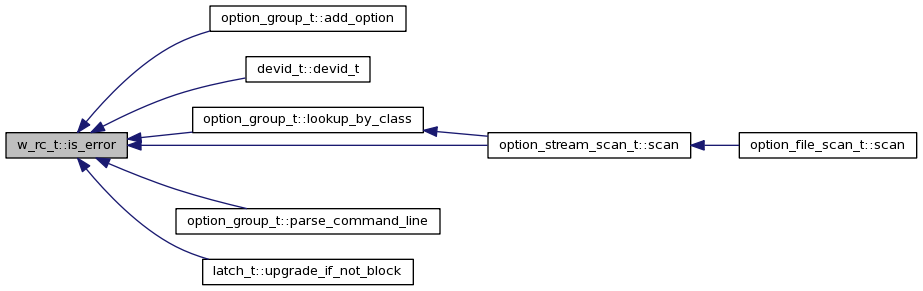 option_group_t::add_option
devid_t::devid_t
option_group_t::lookup_by_class
w_rc_t::is_error
option_stream_scan_t::scan
option_file_scan_t::scan
option_group_t::parse_command_line
latch_t::upgrade_if_not_block